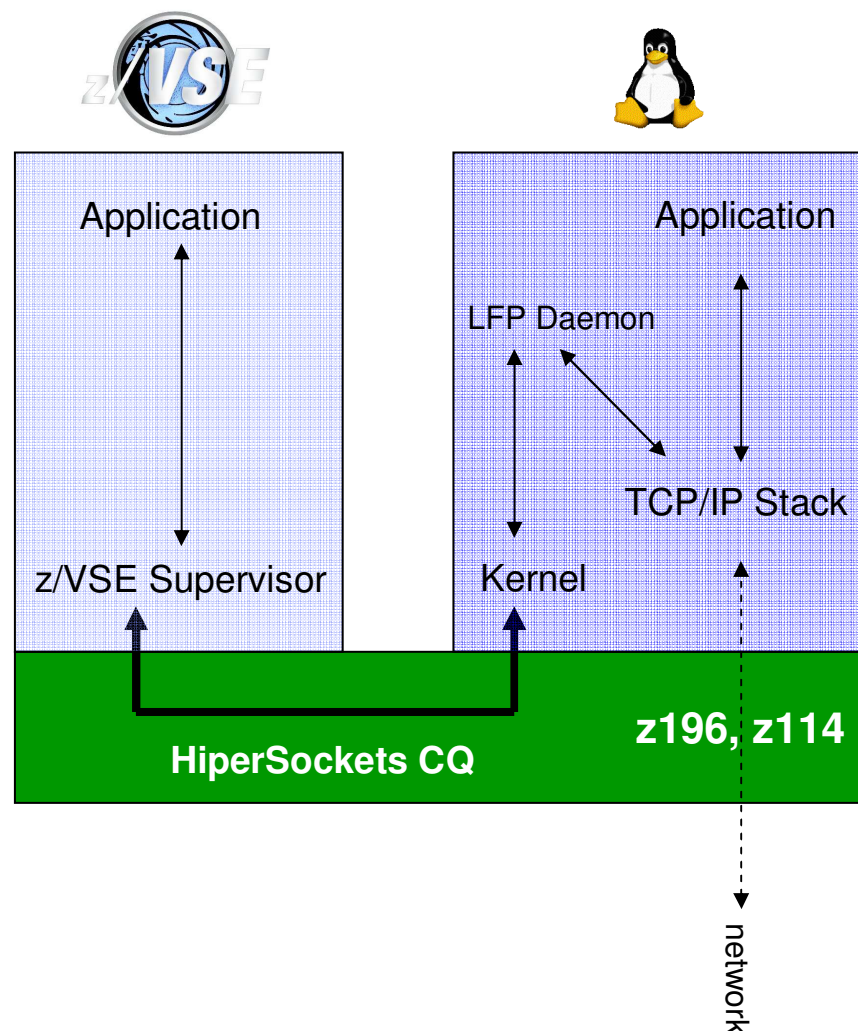 z/VSE
Application
Application
LFP Daemon
TCP/IP Stack
z/VSE Supervisor
Kernel
z196, z114
HiperSockets CQ
network